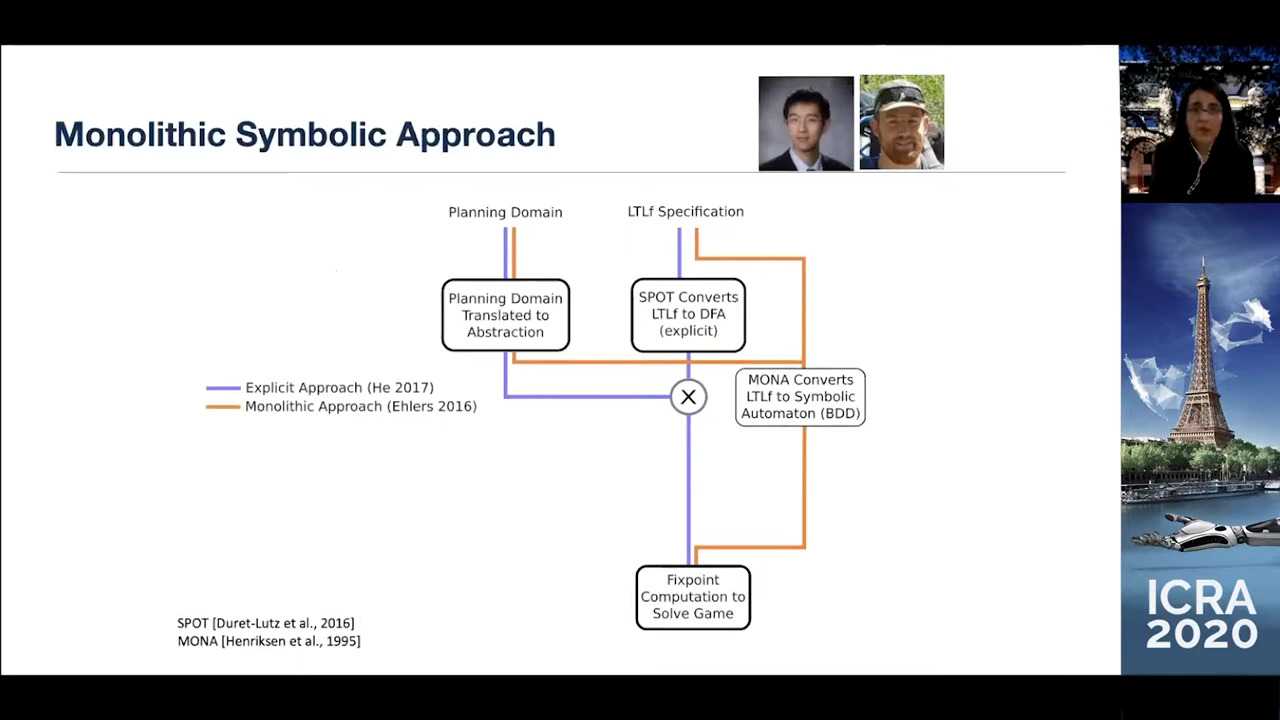 Monolithic Symbolic Approach
Planning Domain
LTLf Specification
Planning Domain
Translated to
Abstraction
SPOT Converts
LTLf to DFA
(explicit)
Explicit Approach (He 2017)
Monolithic Approach (Ehlers 2016)
X
MONA Converts
LTLf to Symbolic
Automaton (BDD)
Fixpoint
Computation to
Solve Game
SPOT [Duret-Lutz et al., 2016]
MONA [Henriksen et al., 1995]
ICRA
2020